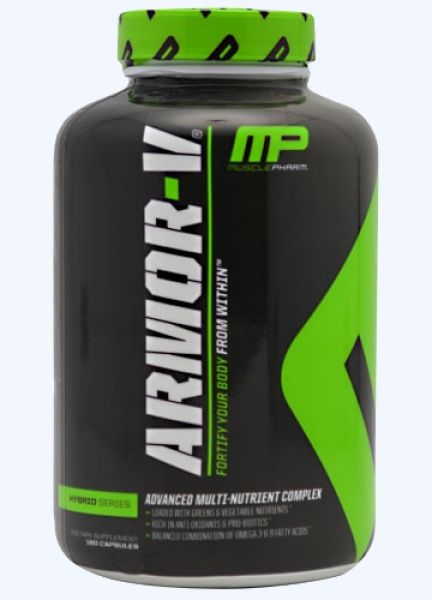 MP
MUSCLEPHARM®
ARMOR-V®
FORTIFY YOUR BODY FROM WITHIN™
HYBRID SERIES
DIETARY SUPPLEMENT
180 CAPSULES
ADVANCED MULTI-NUTRIENT COMPLEX
• LOADED WITH GREENS & VEGETABLE NUTRIENTS
• RICH IN ANTI OXIDANTS & PRO-BIOTICS
• BALANCED COMBINATION OF OMEGA 3-6-9 FATTY ACIDS